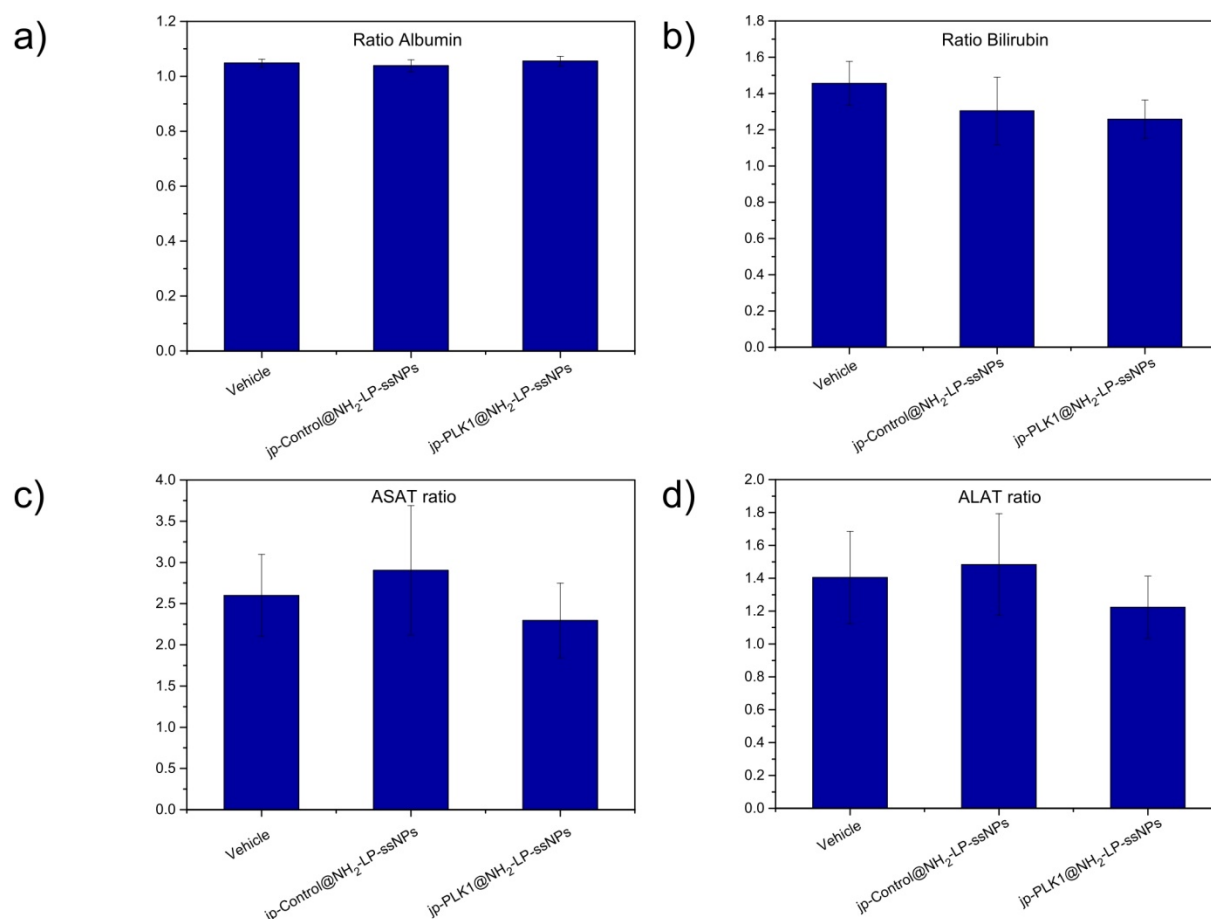 a)
Ratio Albumin
1.2
1.0
0.8
0.6
0.4
0.2
0.0
Vehicle
jp-Control@NH2-LP-ssNPs
jp-PLK1@NH2-LP-ssNPs
b)
Ratio Bilirubin
1.8
1.6
1.4
1.2
1.0
0.8
0.6
0.4
0.2
0.0
Vehicle
jp-Control@NH2-LP-ssNPs
jp-PLK1@NH2-LP-ssNPs
c)
ASAT ratio
4.0
3.5
3.0
2.5
2.0
1.5
1.0
0.5
0.0
Vehicle
jp-Control@NH2-LP-ssNPs
jp-PLK1@NH2-LP-ssNPs
d)
ALAT ratio
2.0
1.8
1.6
1.4
1.2
1.0
0.8
0.6
0.4
0.2
0.0
Vehicle
jp-Control@NH2-LP-ssNPs
jp-PLK1@NH2-LP-ssNPs